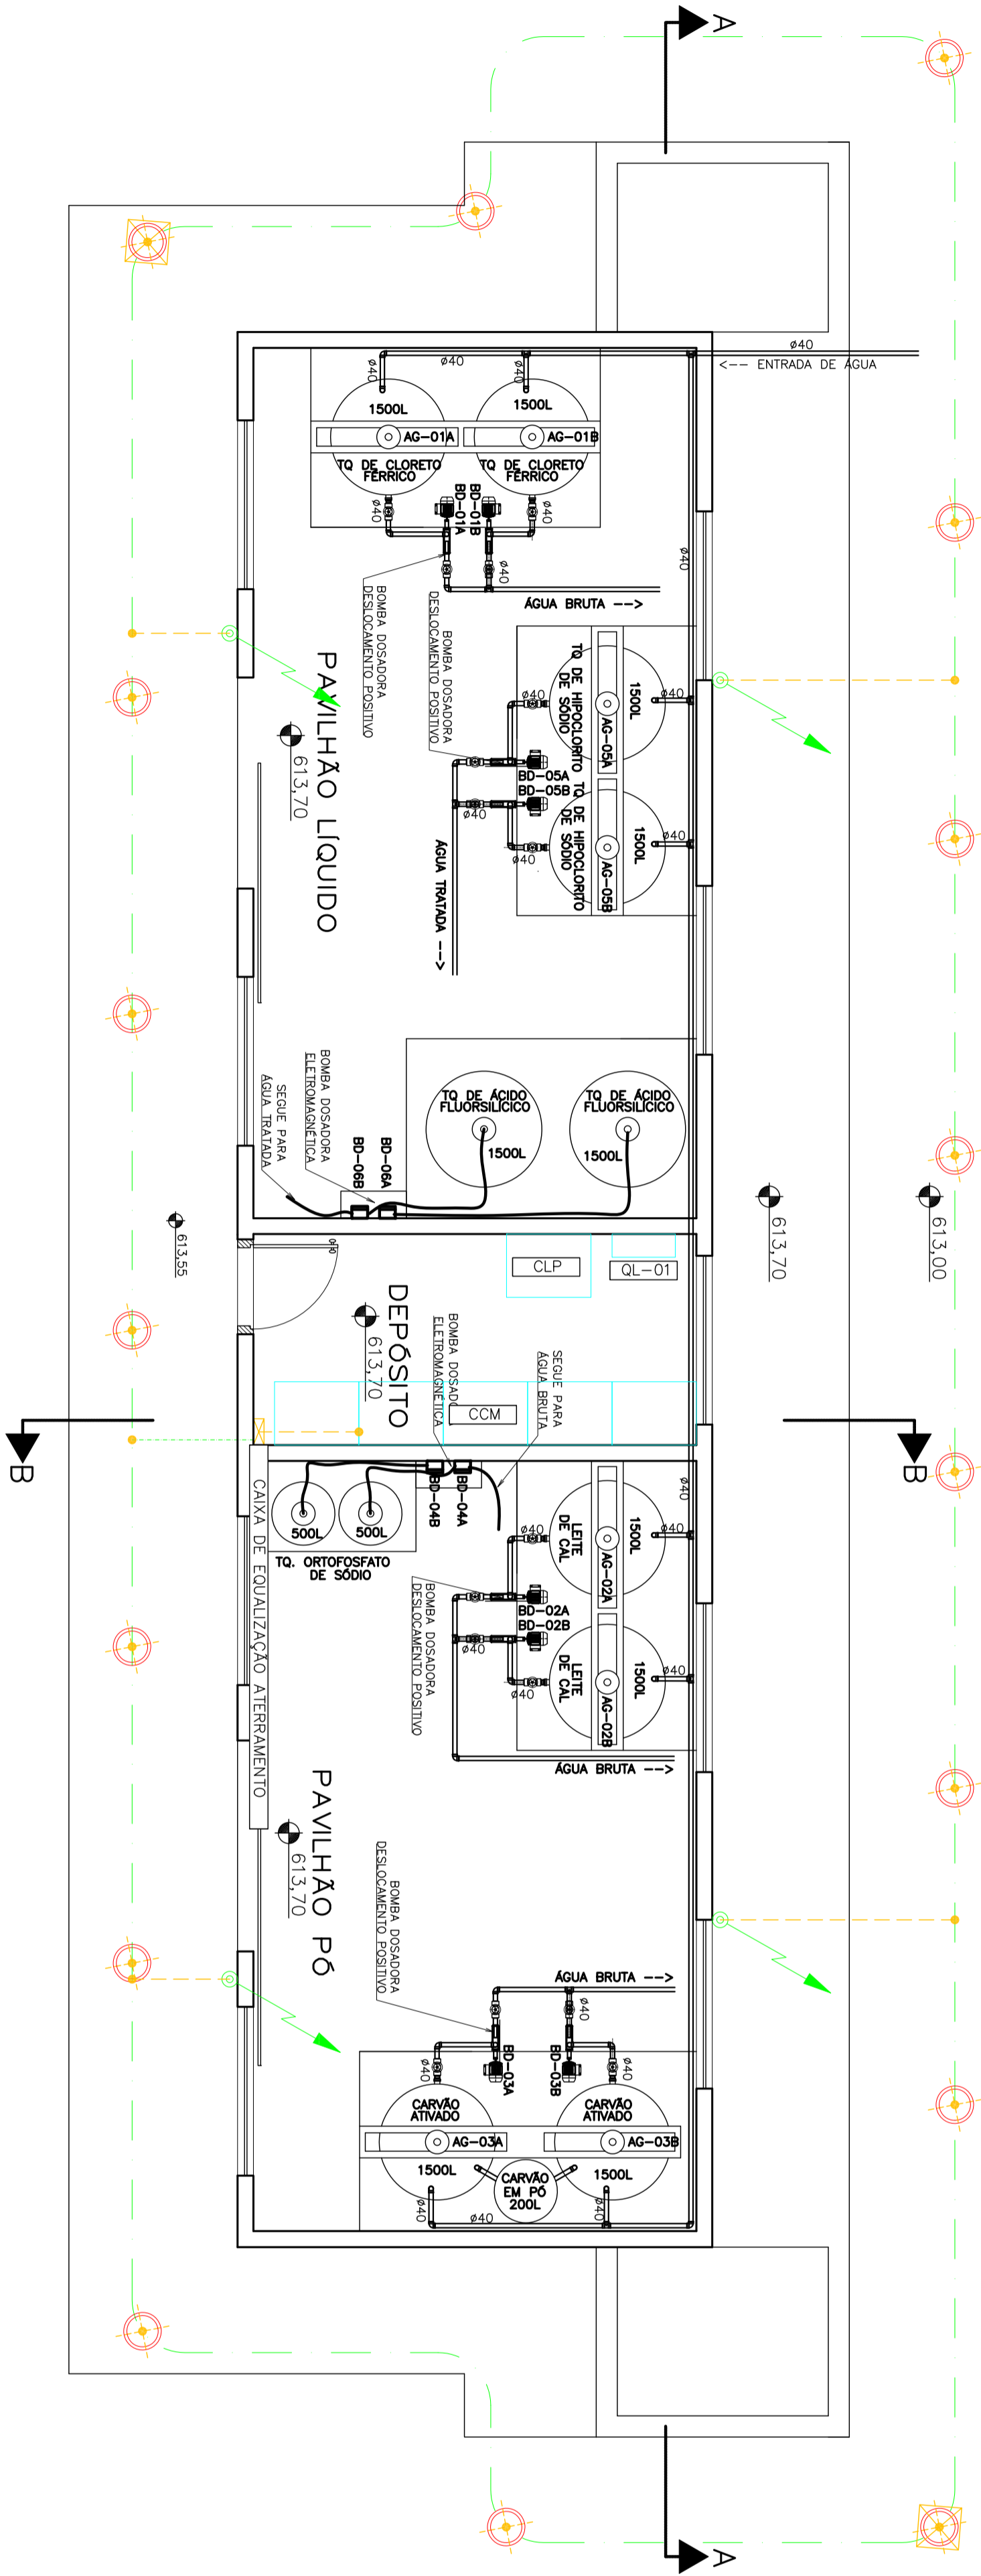 A
ø40
<-- ENTRADA DE ÁGUA
ø40
ø40
ø40
1500L
1500L
AG-01A
AG-01B
TQ DE CLORETO
FÉRRICO
TQ DE CLORETO
FÉRRICO
ø40
ø40
BD-01B
BD-01A
ø40
ø40
BOMBA DOSADORA
DESLOCAMENTO POSITIVO
ÁGUA BRUTA -->
BOMBA DOSADORA
DESLOCAMENTO POSITIVO
PAVILHÃO LÍQUIDO
613,70
TQ DE HIPOCLORITO
DE SÓDIO
1500L
AG-05A
ø40
ø40
BD-05A
BD-05B
ø40
TQ DE HIPOCLORITO
DE SÓDIO
1500L
AG-05B
ø40
ø40
ÁGUA TRATADA -->
TQ DE ÁCIDO
FLUORSILÍCICO
1500L
TQ DE ÁCIDO
FLUORSILÍCICO
1500L
BOMBA DOSADORA
ELETROMAGNÉTICA
SEGUE PARA
ÁGUA TRATADA
BD-06A
BD-06B
613,55
613,70
613,00
CLP
QL-01
DEPÓSITO
613,70
BOMBA DOSADO
ELETROMAGNÉTICA
SEGUE PARA
ÁGUA BRUTA
CCM
B
B
BD-04A
BD-04B
500L
500L
TQ. ORTOFOSFATO
DE SÓDIO
CAIXA DE EQUALIZAÇÃO ATERRAMENTO
ø40
ø40
ø40
LEITE
DE CAL
1500L
AG-02A
BD-02A
BD-02B
ø40
ø40
LEITE
DE CAL
1500L
AG-02B
ø40
BOMBA DOSADORA
DESLOCAMENTO POSITIVO
ÁGUA BRUTA -->
PAVILHÃO PÓ
613,70
BOMBA DOSADORA
DESLOCAMENTO POSITIVO
ÁGUA BRUTA -->
ø40
BD-03A
BD-03B
ø40
ø40
CARVÃO
ATIVADO
CARVÃO
ATIVADO
AG-03A
AG-03B
1500L
1500L
CARVÃO
EM PÓ
200L
ø40
ø40
ø40
A